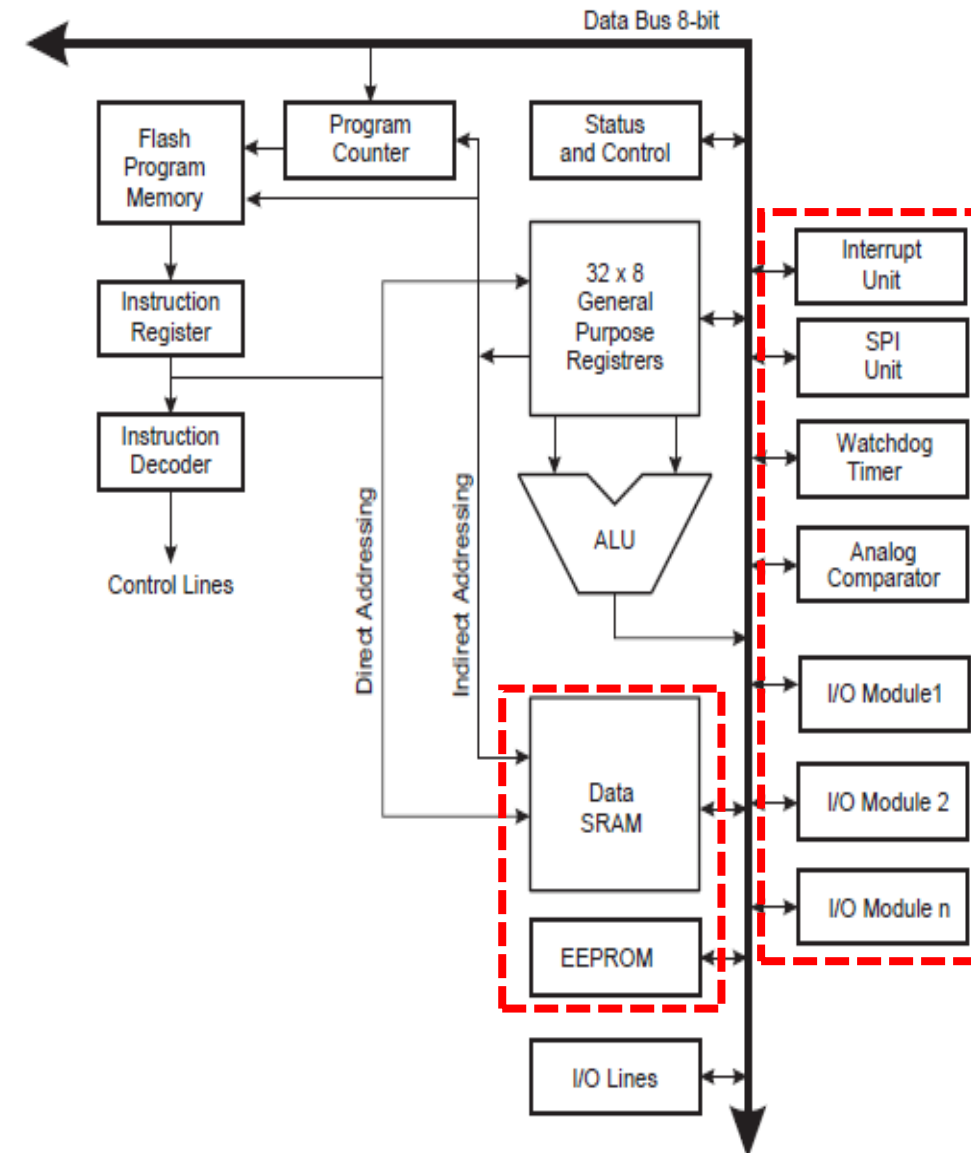 Data Bus 8-bit
Flash
Program
Memory
Program
Counter
Status
and Control
Instruction
Register
32 x 8
General
Purpose
Registrers
Interrupt
Unit
SPI
Unit
Instruction
Decoder
Watchdog
Timer
Control Lines
Direct Addressing
Indirect Addressing
ALU
Analog
Comparator
I/O Module1
Data
SRAM
I/O Module 2
I/O Module n
EEPROM
I/O Lines